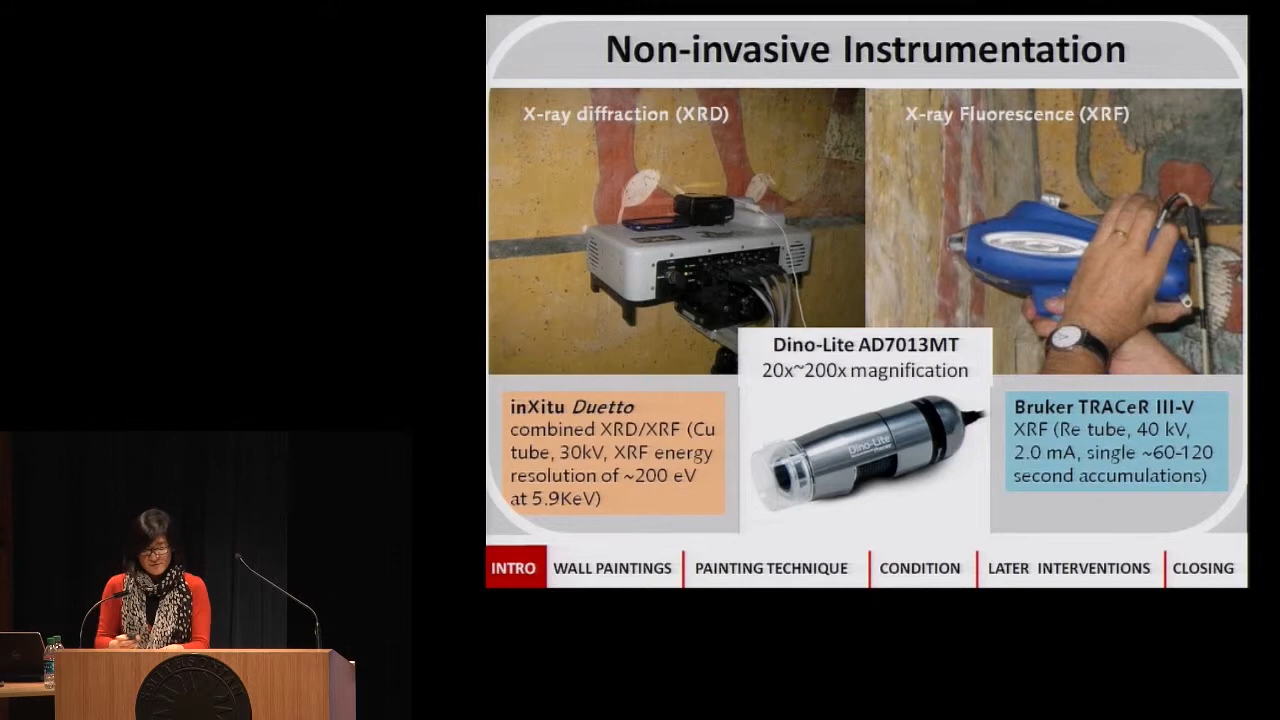 Non-invasive Instrumentation
X-ray diffraction (XRD)
X-ray Fluorescence (XRF)
Dino-Lite AD7013MT
20x~200x magnification
inXitu Duetto
combined XRD/XRF (Cu
tube, 30kV, XRF energy
resolution of ~200 eV
at 5.9KeV)
Dino-Lite
Bruker TRACeR III-V
XRF (Re tube, 40 kV,
2.0 mA, single ~60-120
second accumulations)
INTRO
WALL PAINTINGS
PAINTING TECHNIQUE
CONDITION
LATER INTERVENTIONS
CLOSING